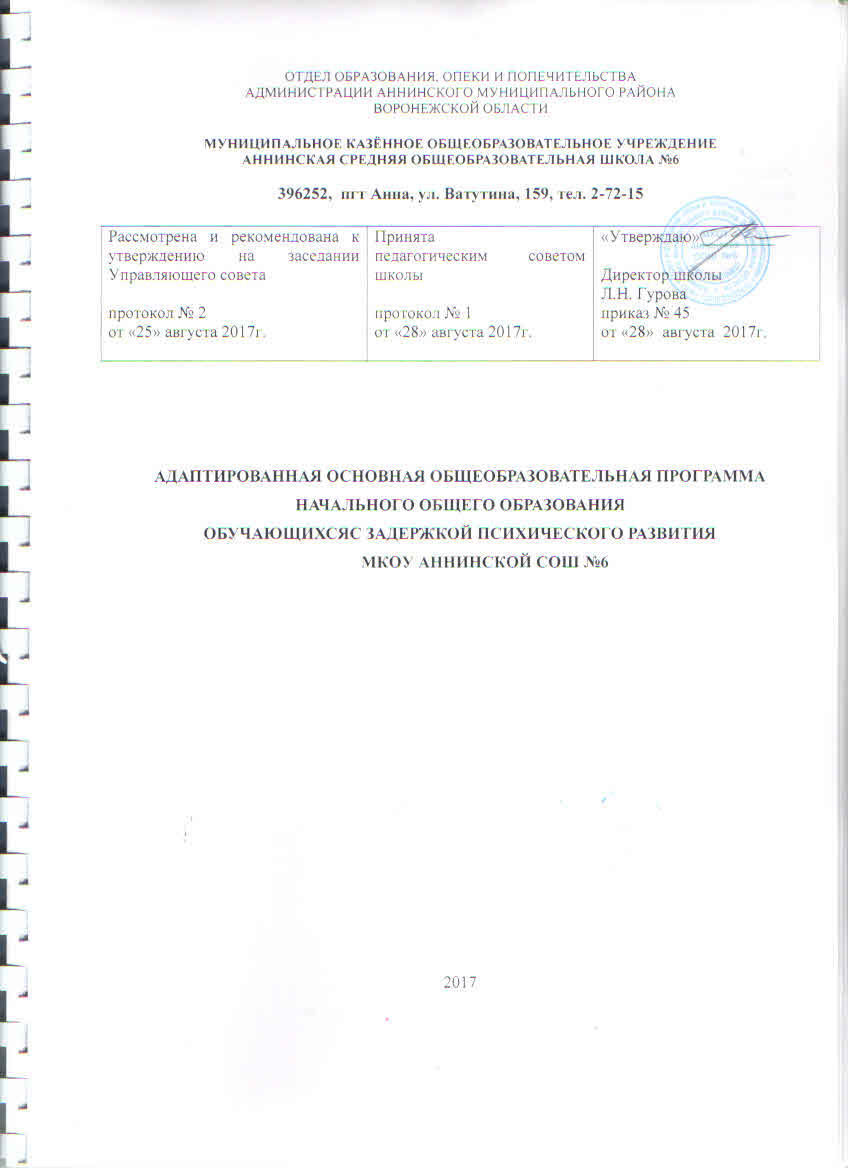 ОТДЕЛ ОБРАЗОВАНИЯ, ОПЕКИ И ПОПЕЧИТЕЛЬСТВА
АДМИНИСТРАЦИИ АННИНСКОГО МУНИЦИПАЛЬНОГО РАЙОНА
ВОРОНЕЖСКОЙ ОБЛАСТИ
МУНИЦИПАЛЬНОЕ КАЗЁННОЕ ОБЩЕОБРАЗОВАТЕЛЬНОЕ УЧРЕЖДЕНИЕ
АННИНСКАЯ СРЕДНЯЯ ОБЩЕОБРАЗОВАТЕЛЬНАЯ ШКОЛА №6
396252, пгт Анна, ул. Ватутина, 159, тел. 2-72-15
Рассмотрена и рекомендована к
утверждению на заседании
Управляющего совета
протокол № 2
от «25» августа 2017г.
Принята
педагогическим советом
школы
протокол № 1
от «28» августа 2017г.
«Утверждаю»
Директор школы
Л.Н. Гурова
приказ № 45
от «28» августа 2017г.
АДАПТИРОВАННАЯ ОСНОВНАЯ ОБЩЕОБРАЗОВАТЕЛЬНАЯ ПРОГРАММА
НАЧАЛЬНОГО ОБЩЕГО ОБРАЗОВАНИЯ
ОБУЧАЮЩИХСЯС ЗАДЕРЖКОЙ ПСИХИЧЕСКОГО РАЗВИТИЯ
МКОУ АННИНСКОЙ СОШ №6
2017